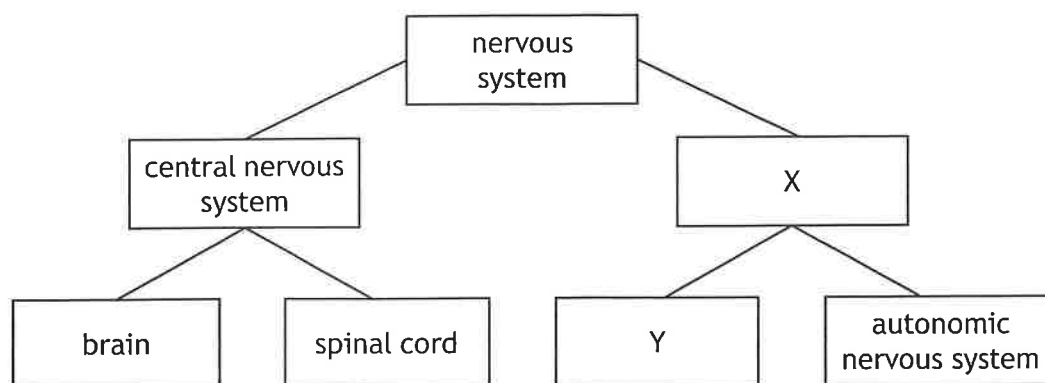 nervous
system
central nervous
system
X
brain
spinal cord
Y
autonomic
nervous system